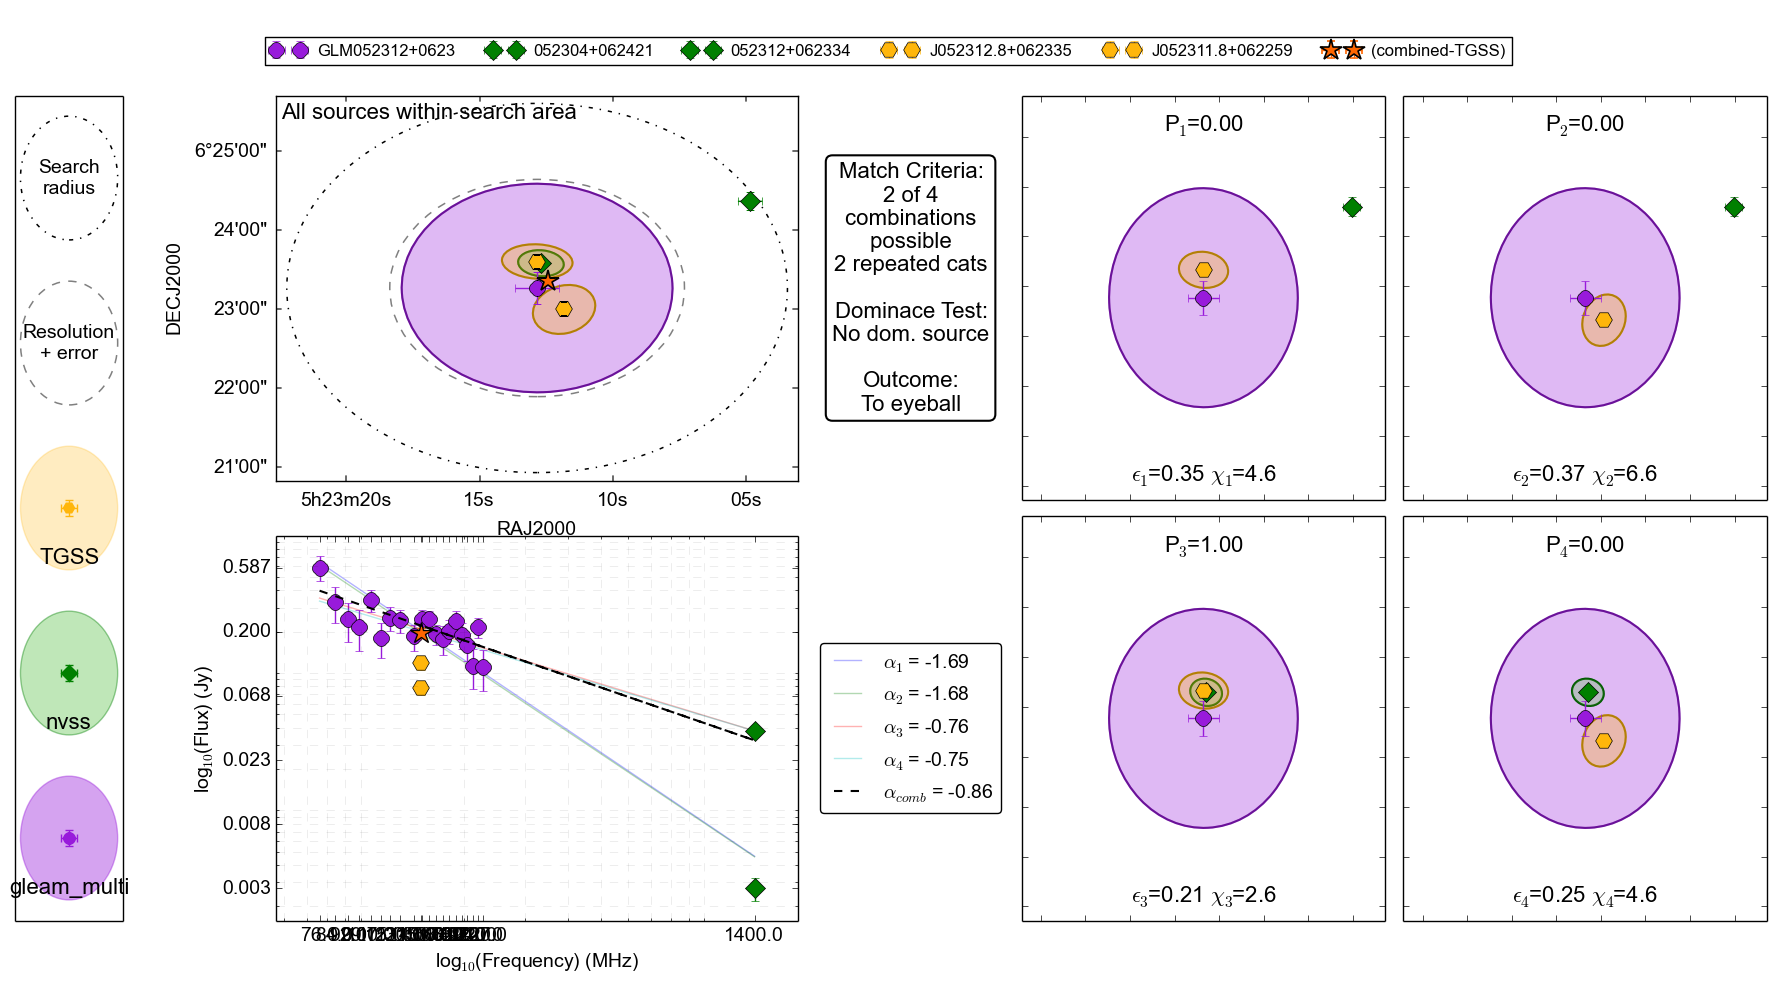 GLM052312+0623 052304+062421 052312+062334 J052312.8+062335 J052311.8+062259 (combined-TGSS)
Search
radius
Resolution
+ error
TGSS
nvss
gleam_multi
All sources within search area
DECJ2000
6°25'00"
24'00"
23'00"
22'00"
21'00"
5h23m20s 15s 10s 05s
RAJ2000
Match Criteria:
2 of 4
combinations
possible
2 repeated cats
Dominace Test:
No dom. source
Outcome:
To eyeball
P1=0.00
ϵ1=0.35 χ1=4.6
P2=0.00
ϵ2=0.37 χ2=6.6
log10(Flux) (Jy)
0.587
0.200
0.068
0.023
0.008
0.003
1400.0
log10(Frequency) (MHz)
α1 = -1.69
α2 = -1.68
α3 = -0.76
α4 = -0.75
αcomb = -0.86
P3=1.00
ϵ3=0.21 χ3=2.6
P4=0.00
ϵ4=0.25 χ4=4.6